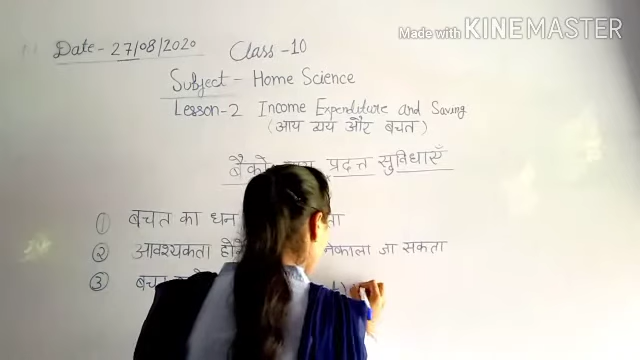 Made with KINEMASTER
Date - 27/08/2020 Class-10
Subject - Home Science
Lesson-2 Income Expenditure and Saving
(आय व्यय और बचत)
बैंको प्रदत्त सुविधाएँ
① बचत का धन
② आवश्यकता जा सकता
③